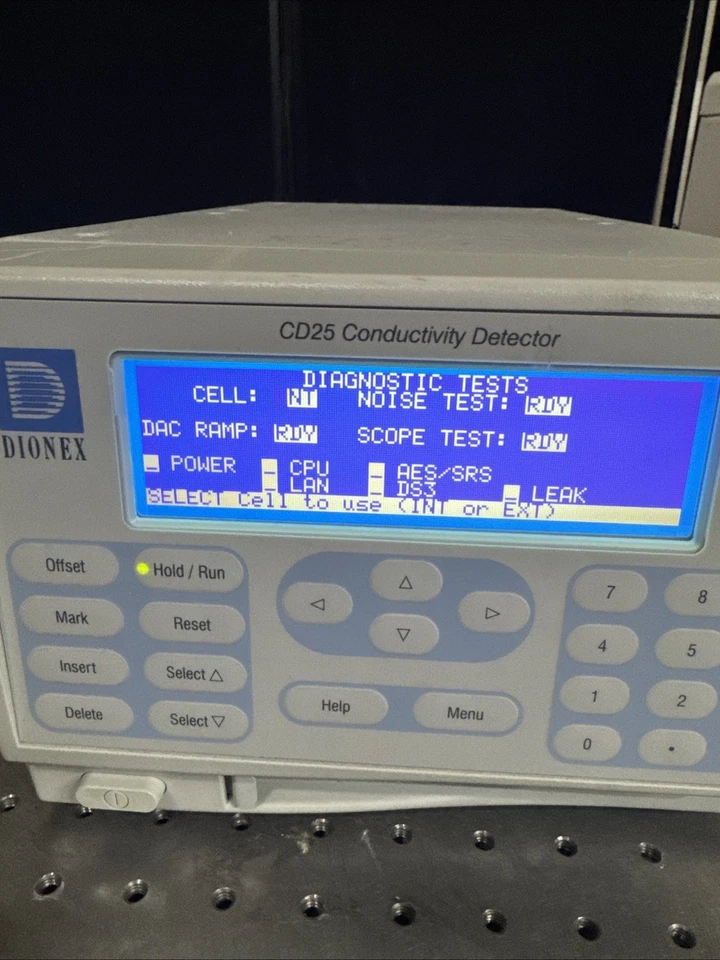 CD25 Conductivity Detector
DIONEX
DIAGNOSTIC TESTS
CELL: NT NOISE TEST: RDY
DAC RAMP: RDY SCOPE TEST: RDY
POWER CPU AES/SRS
LAN DS3 LEAK
SELECT Cell to use (INT or EXT)
Offset Hold / Run
Mark Reset
Insert Select △
Delete Select ▽
◁ △ ▷
▽
Help Menu
7 8
4 5
1 2
0 •